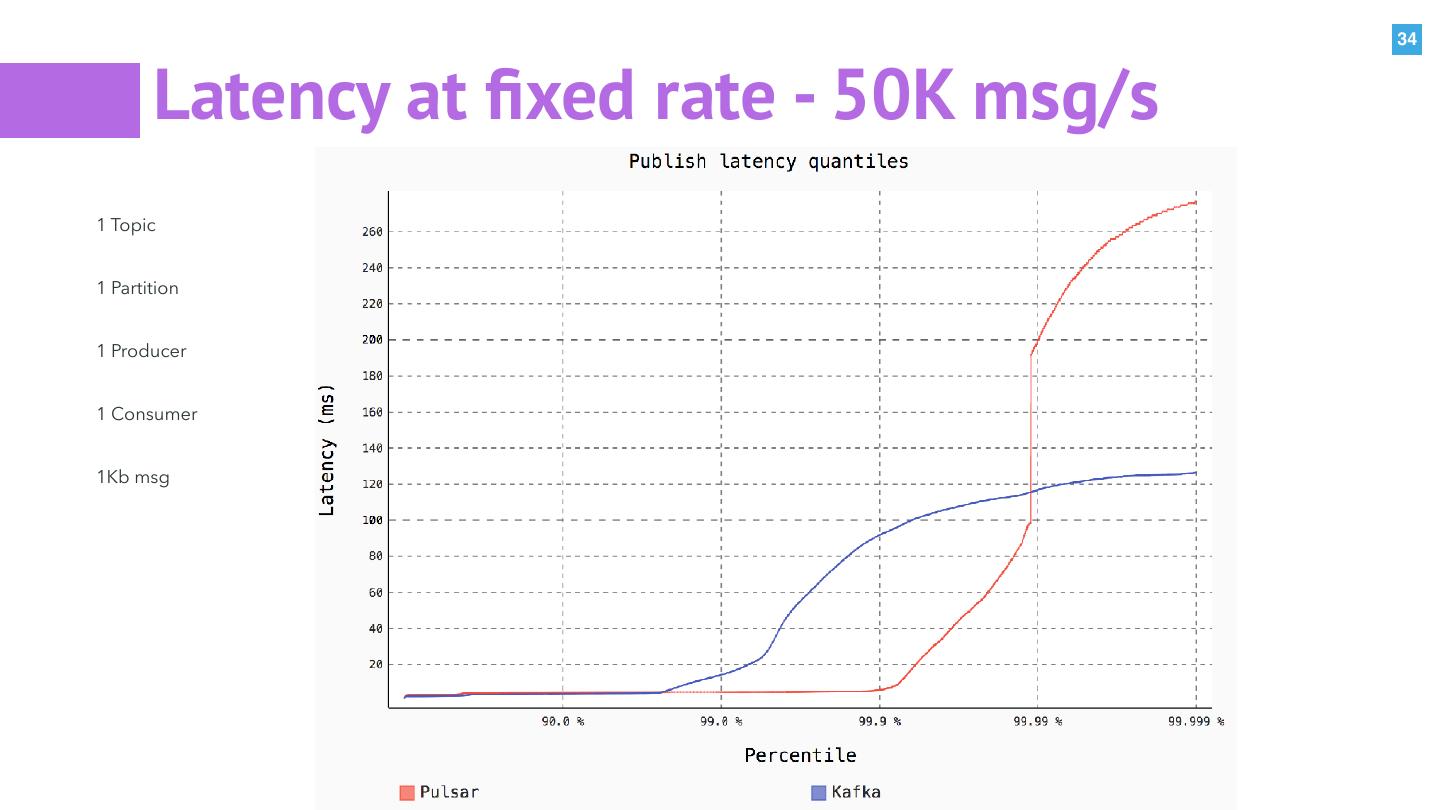 34
Latency at fixed rate - 50K msg/s
1 Topic
1 Partition
1 Producer
1 Consumer
1Kb msg
Publish latency quantiles
260
240
220
200
180
160
140
120
100
80
60
40
20
Latency (ms)
90.0 % 99.0 % 99.9 % 99.99 % 99.999 %
Percentile
Pulsar Kafka